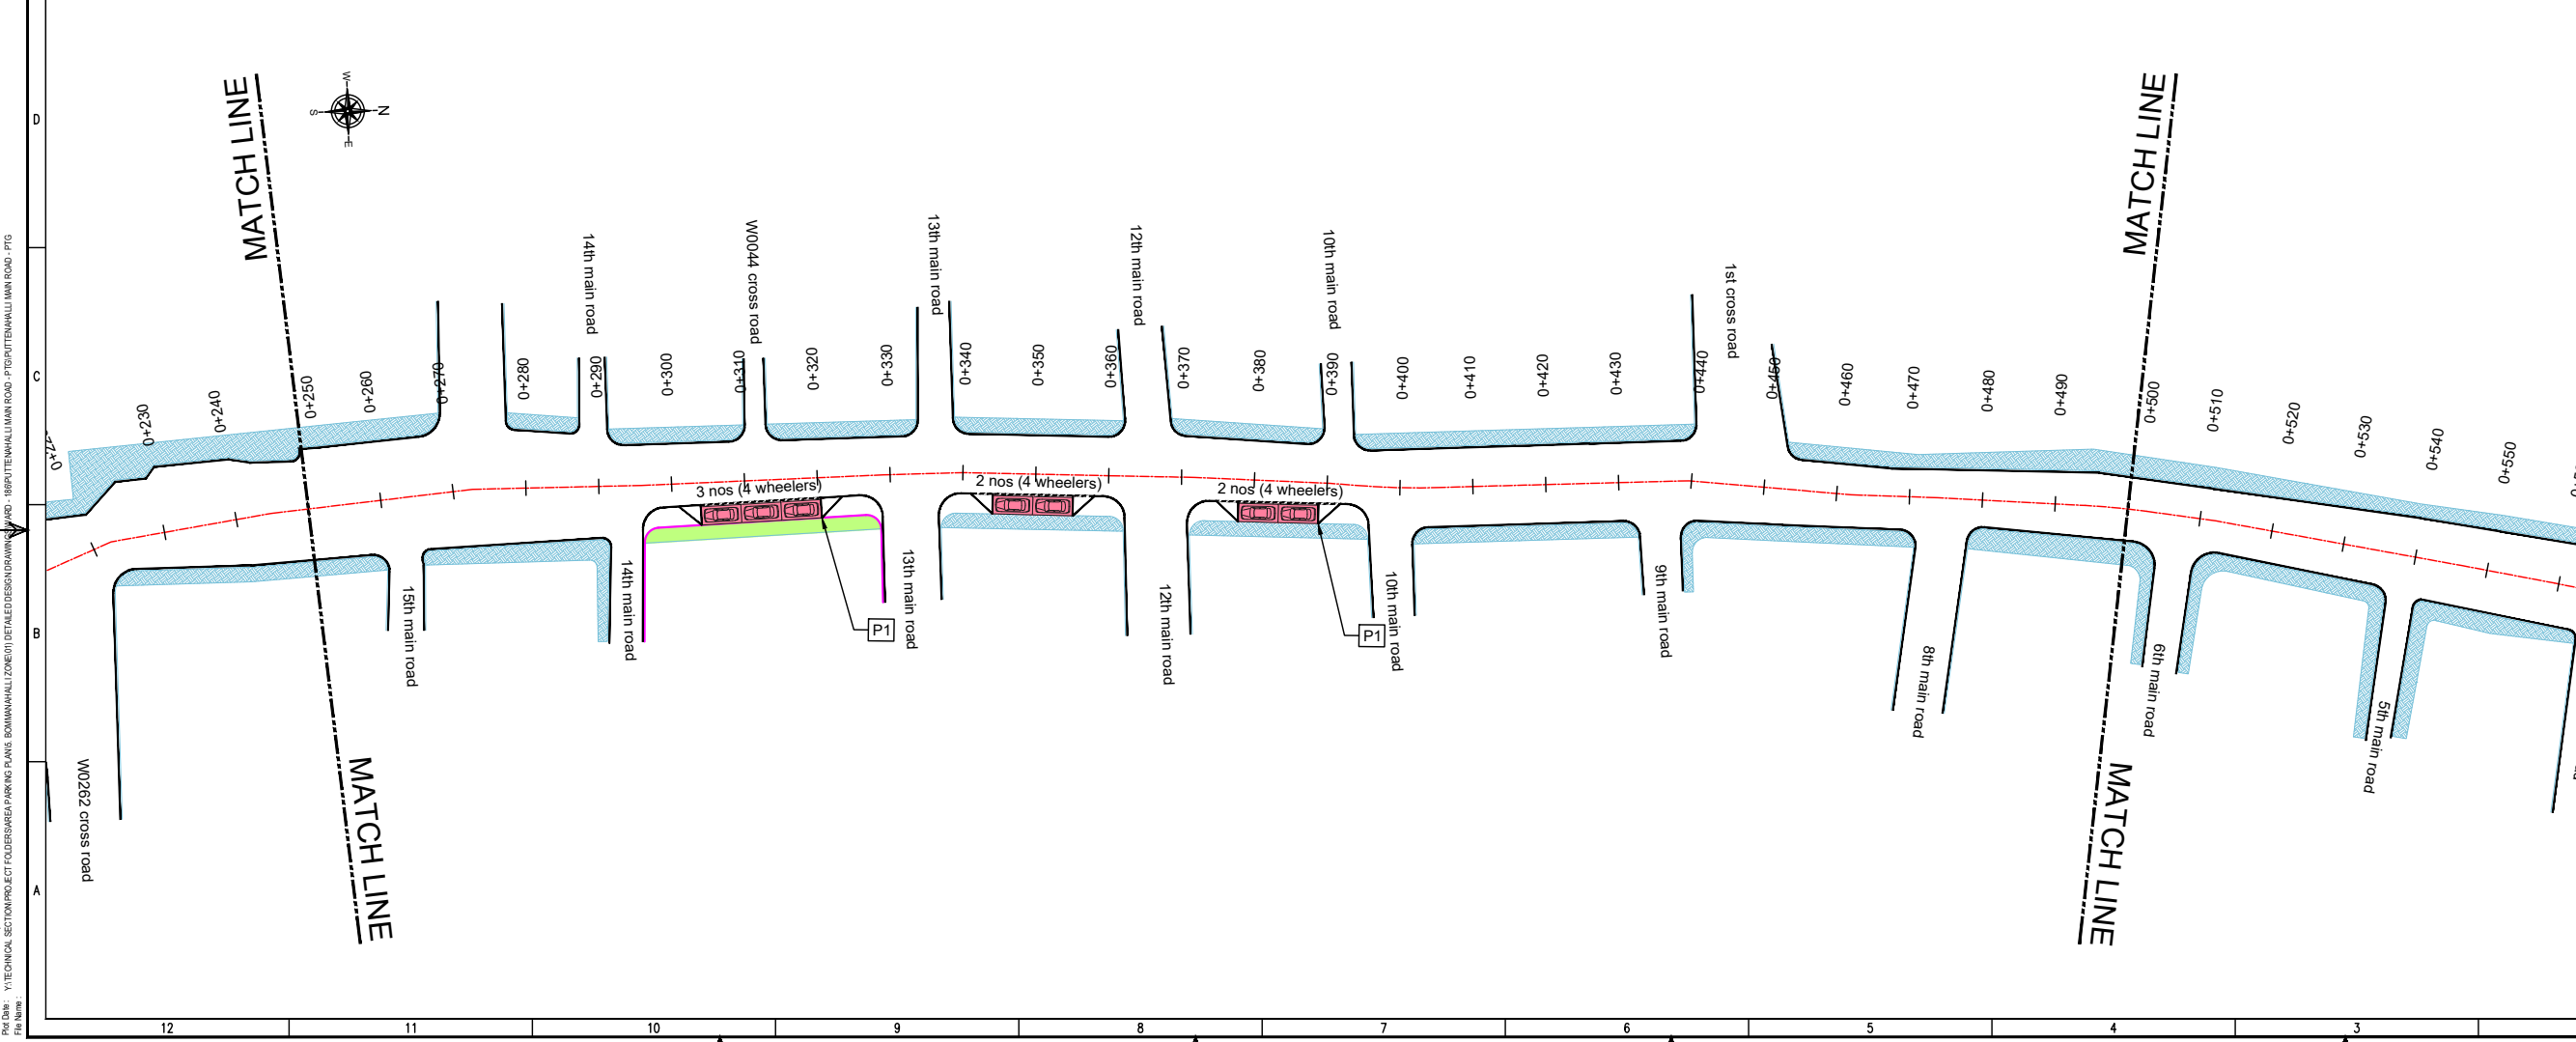 MATCH LINE
W
N
S
E
MATCH LINE
D
14th main road
W0044 cross road
13th main road
12th main road
10th main road
1st cross road
C
0+230
0+240
0+250
0+260
0+270
0+280
0+290
0+300
0+310
0+320
0+330
0+340
0+350
0+360
0+370
0+380
0+390
0+400
0+410
0+420
0+430
0+440
0+450
0+460
0+470
0+480
0+490
0+500
0+510
0+520
0+530
0+540
0+550
3 nos (4 wheelers)
2 nos (4 wheelers)
2 nos (4 wheelers)
B
15th main road
14th main road
P1
13th main road
12th main road
P1
10th main road
9th main road
8th main road
6th main road
5th main road
W0262 cross road
MATCH LINE
MATCH LINE
A
12
11
10
9
8
7
6
5
4
3
Plot Date :
File Name :